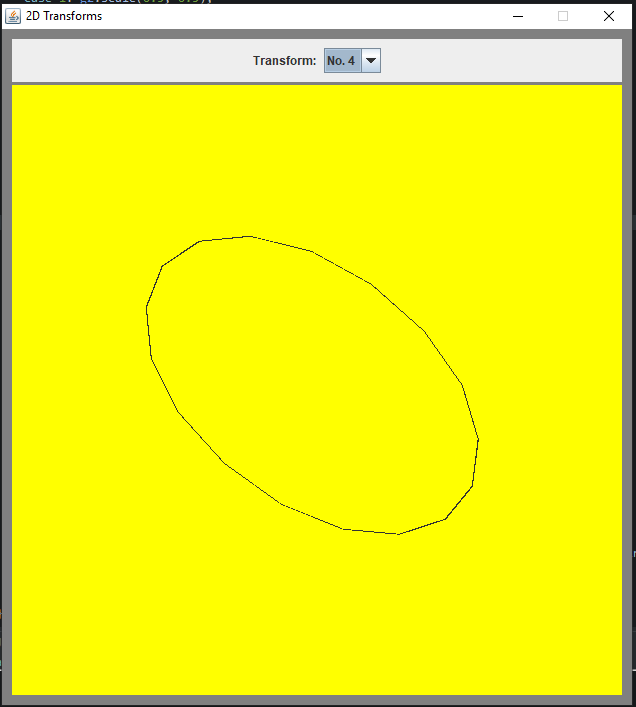 case 1: g2.scale(0.5, 0.5);
2D Transforms
Transform: No. 4